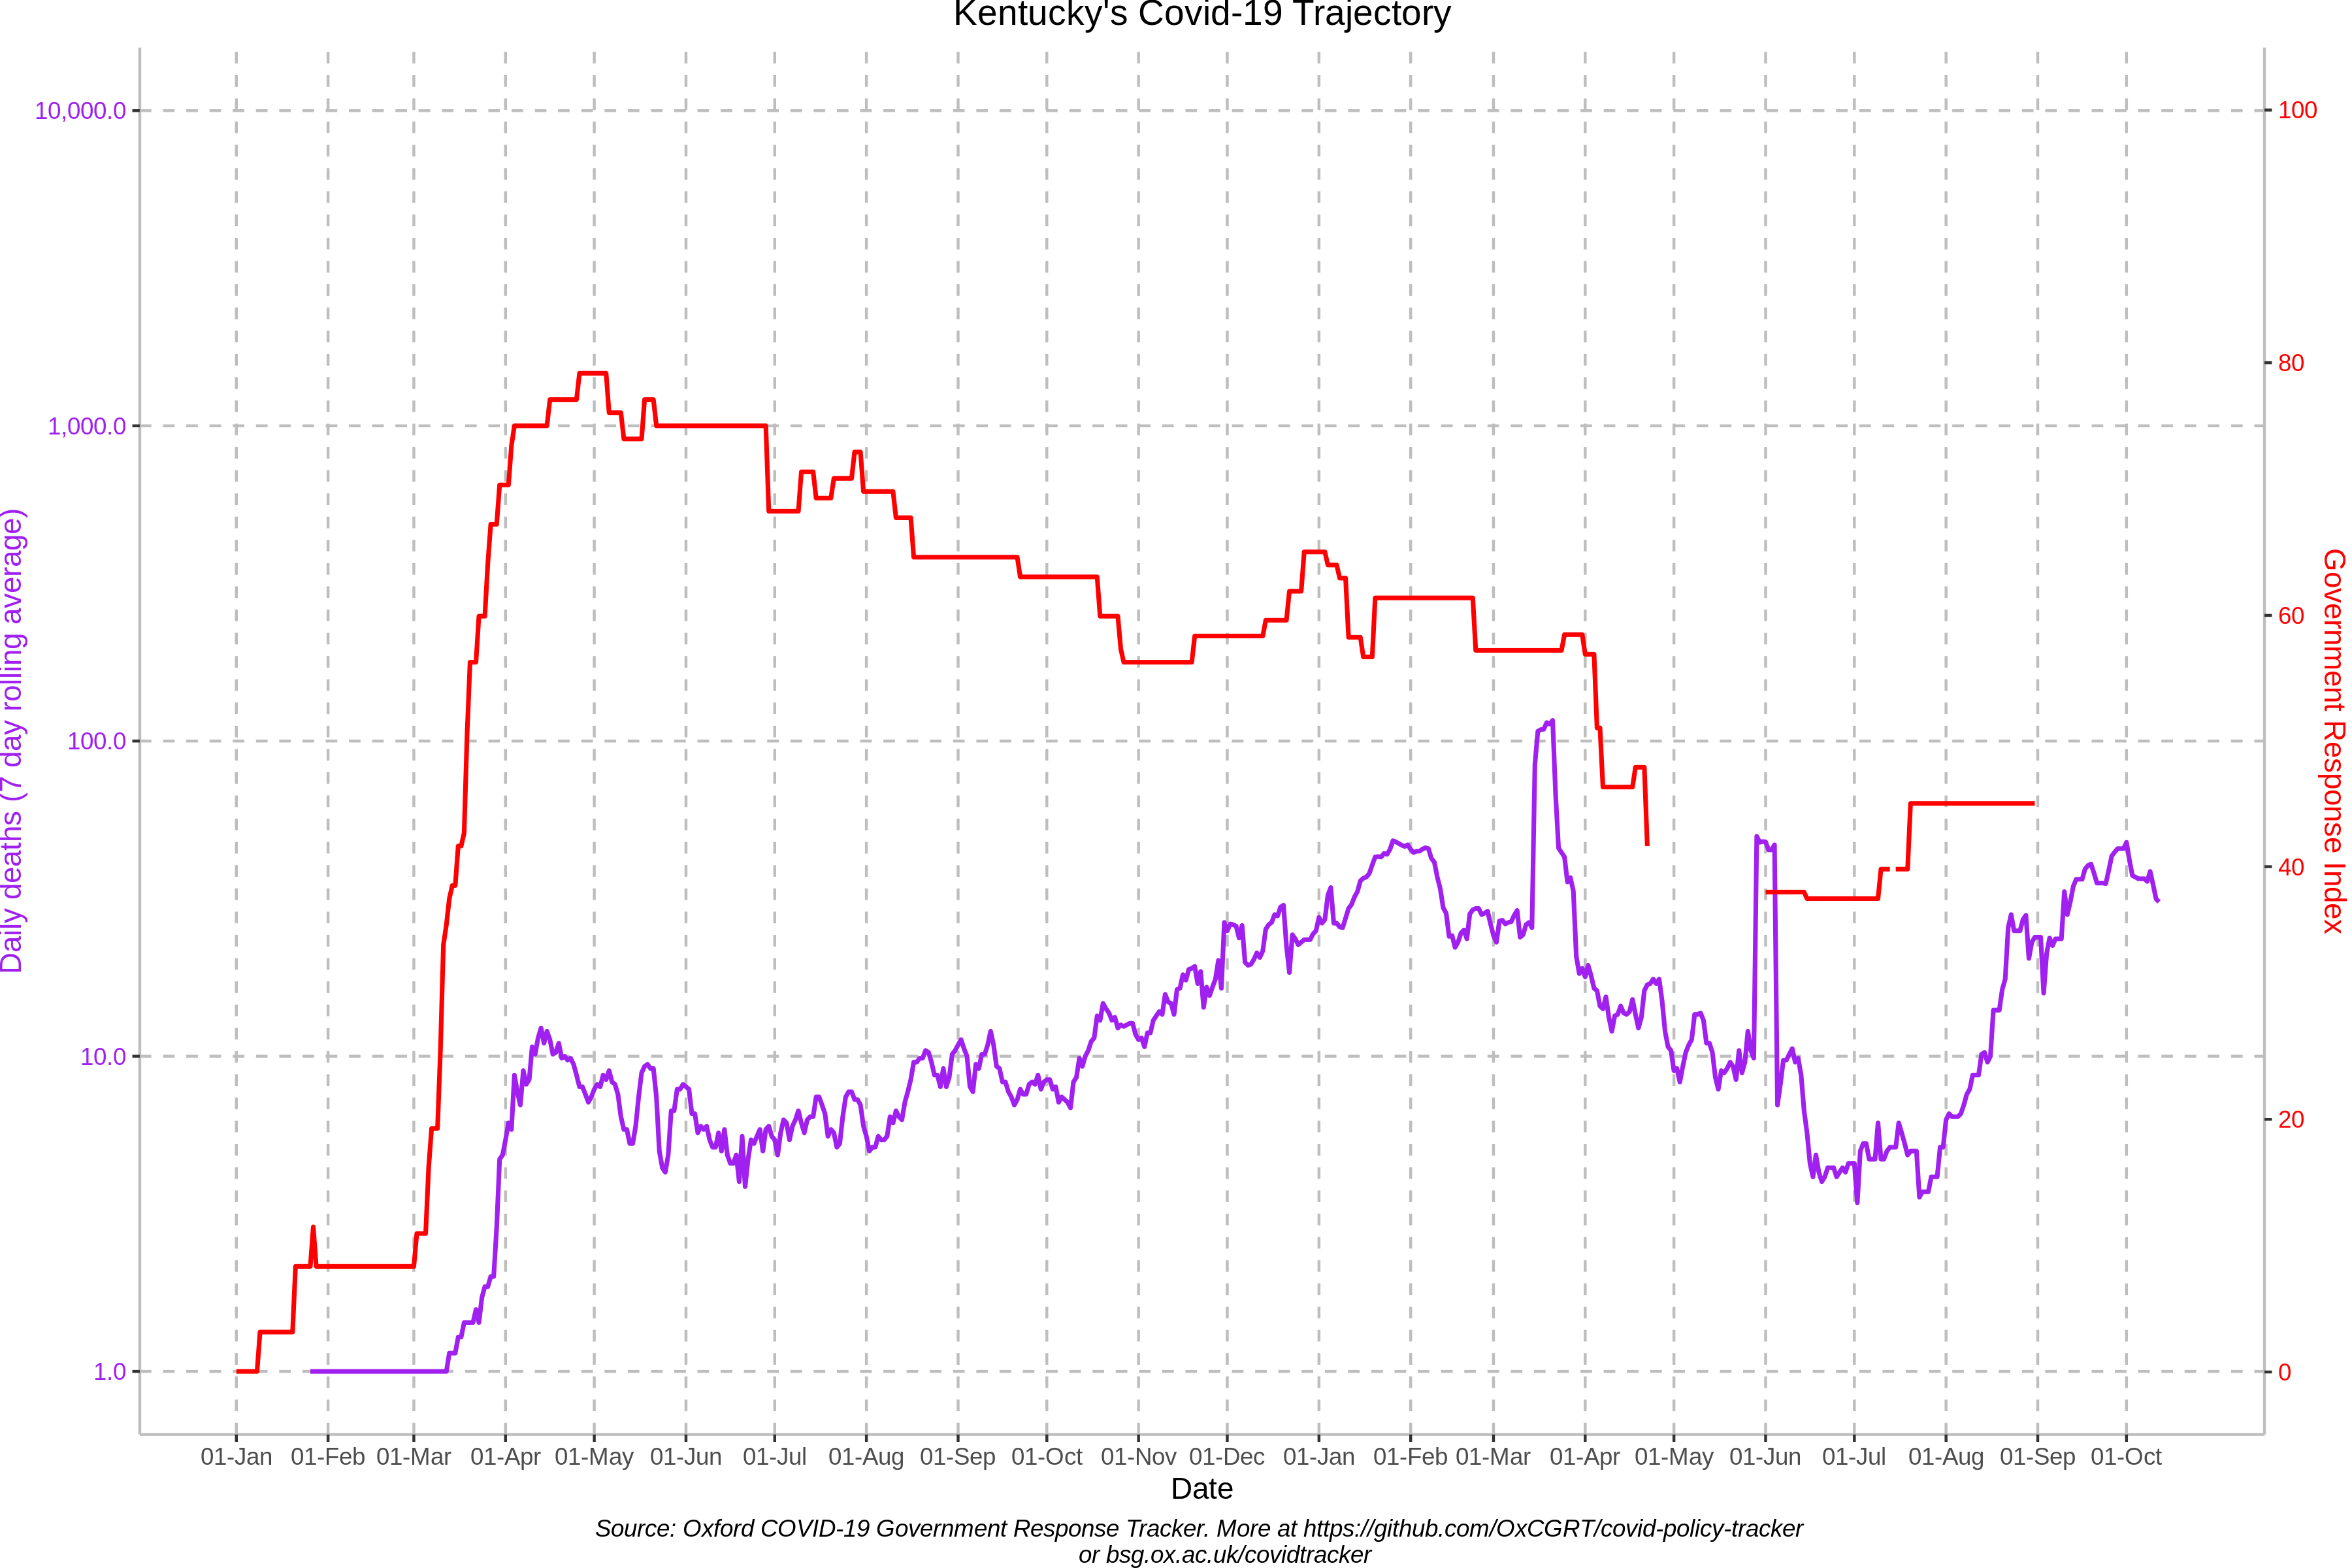 Kentucky's Covid-19 Trajectory
10,000.0
1,000.0
100.0
10.0
1.0
Daily deaths (7 day rolling average)
100
80
60
40
20
0
Government Response Index
01-Jan 01-Feb 01-Mar 01-Apr 01-May 01-Jun 01-Jul 01-Aug 01-Sep 01-Oct 01-Nov 01-Dec 01-Jan 01-Feb 01-Mar 01-Apr 01-May 01-Jun 01-Jul 01-Aug 01-Sep 01-Oct
Date
Source: Oxford COVID-19 Government Response Tracker. More at https://github.com/OxCGRT/covid-policy-tracker
or bsg.ox.ac.uk/covidtracker